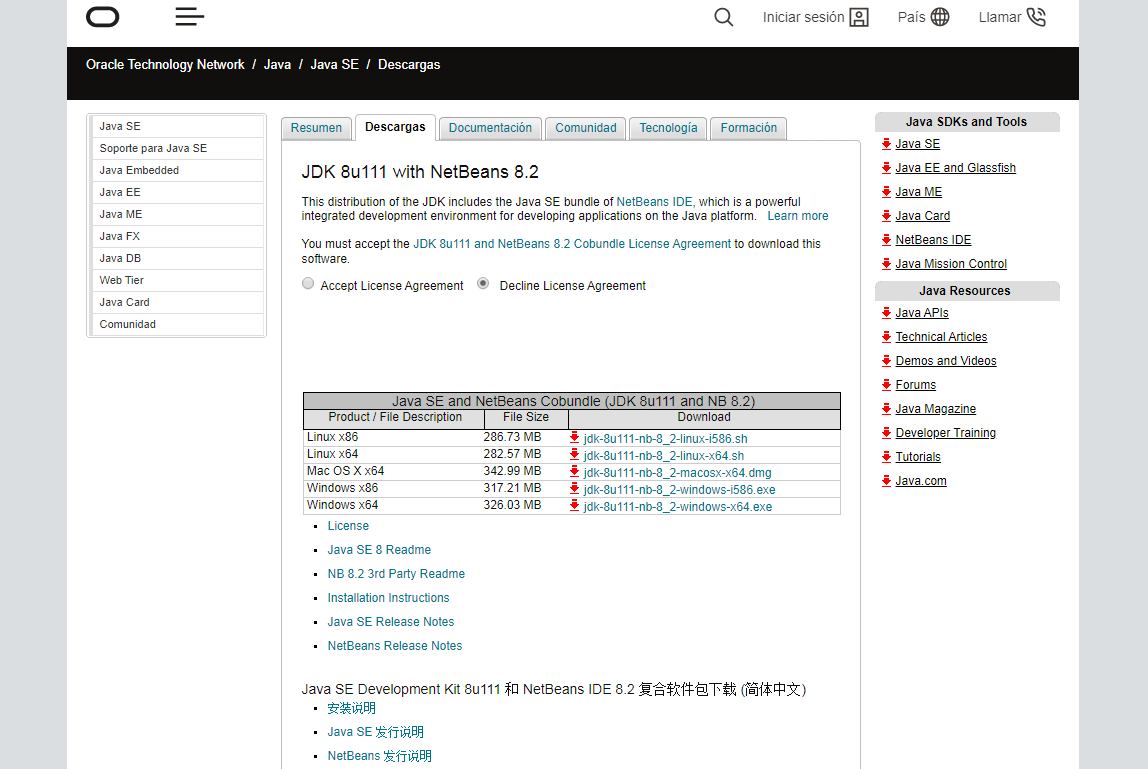 Iniciar sesión País Llamar
Oracle Technology Network / Java / Java SE / Descargas
Java SE
Soporte para Java SE
Java Embedded
Java EE
Java ME
Java FX
Java DB
Web Tier
Java Card
Comunidad
Resumen Descargas Documentación Comunidad Tecnología Formación
JDK 8u111 with NetBeans 8.2
This distribution of the JDK includes the Java SE bundle of NetBeans IDE, which is a powerful
integrated development environment for developing applications on the Java platform. Learn more
You must accept the JDK 8u111 and NetBeans 8.2 Cobundle License Agreement to download this
software.
Accept License Agreement Decline License Agreement
Java SE and NetBeans Cobundle (JDK 8u111 and NB 8.2)
Product / File Description File Size Download
Linux x86 286.73 MB jdk-8u111-nb-8_2-linux-i586.sh
Linux x64 282.57 MB jdk-8u111-nb-8_2-linux-x64.sh
Mac OS X x64 342.99 MB jdk-8u111-nb-8_2-macosx-x64.dmg
Windows x86 317.21 MB jdk-8u111-nb-8_2-windows-i586.exe
Windows x64 326.03 MB jdk-8u111-nb-8_2-windows-x64.exe
License
Java SE 8 Readme
NB 8.2 3rd Party Readme
Installation Instructions
Java SE Release Notes
NetBeans Release Notes
Java SE Development Kit 8u111 和 NetBeans IDE 8.2 复合软件包下载 (简体中文)
安装说明
Java SE 发行说明
NetBeans 发行说明
Java SDKs and Tools
Java SE
Java EE and Glassfish
Java ME
Java Card
NetBeans IDE
Java Mission Control
Java Resources
Java APIs
Technical Articles
Demos and Videos
Forums
Java Magazine
Developer Training
Tutorials
Java.com